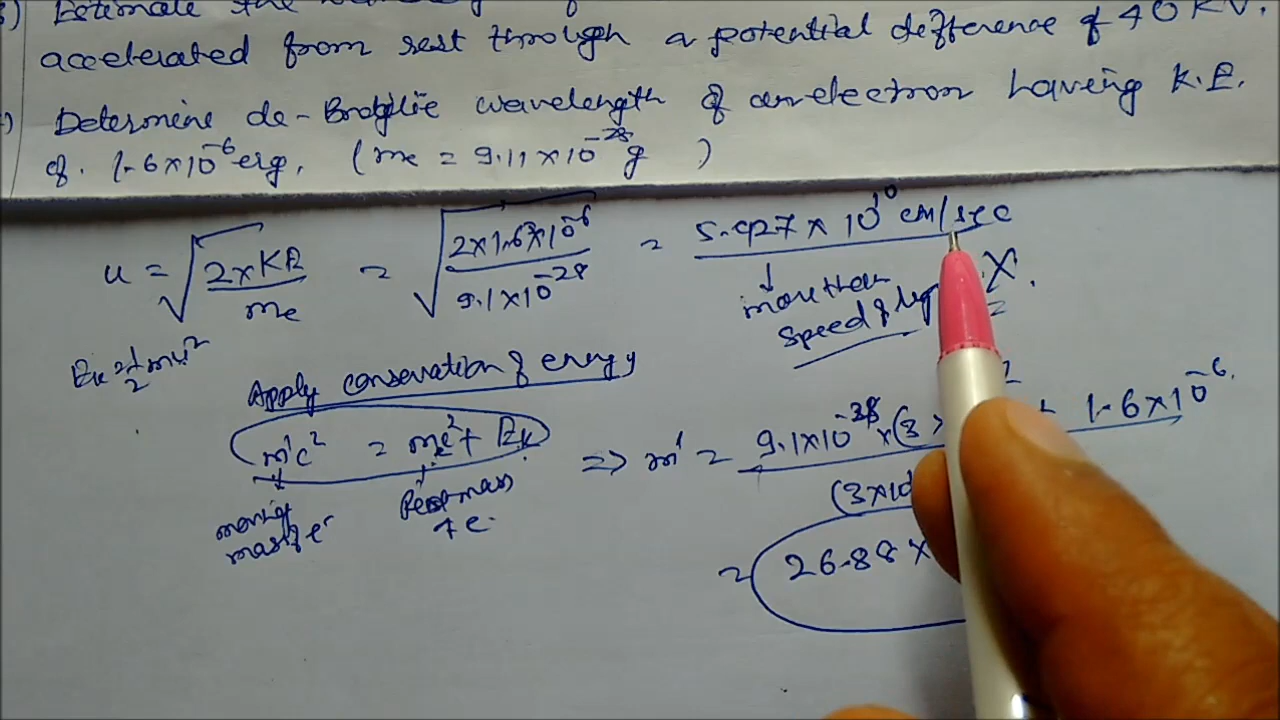 Estimate the
accelerated from rest through a potential difference of 40 KV.
Determine de-Broglie wavelength of an electron having K.E.
of 1.6×10⁻⁶ erg. (me = 9.11×10⁻²⁸ g )
u = √(2×KE / me) = √(2×1.6×10⁻⁶ / 9.1×10⁻²⁸) = 5.927 × 10¹⁰ cm/sec
more than X.
speed of
Ek = 1/2 mu²
Apply conservation of energy
m'c² = mc² + Ek ⇒ m' = 9.1×10⁻²⁸ × (3 + 1.6×10⁻⁶
(3×10
moving mass of e⁻ Rest mass of e⁻
= 26.88 ×